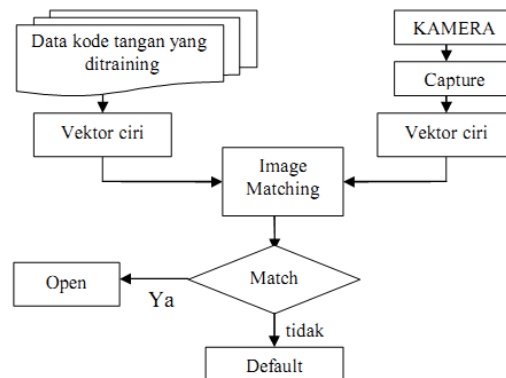 Data kode tangan yang
ditraining
KAMERA
Capture
Vektor ciri
Vektor ciri
Image
Matching
Match
Open
Ya
tidak
Default